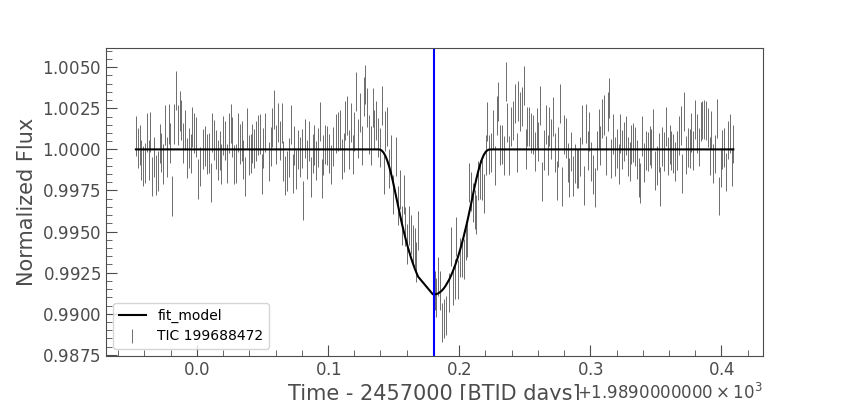 1.0050
1.0025
1.0000
0.9975
0.9950
0.9925
0.9900
0.9875
Normalized Flux
fit_model
TIC 199688472
0.0 0.1 0.2 0.3 0.4
Time - 2457000 [BTJD days]
+1.9890000000 × 10³